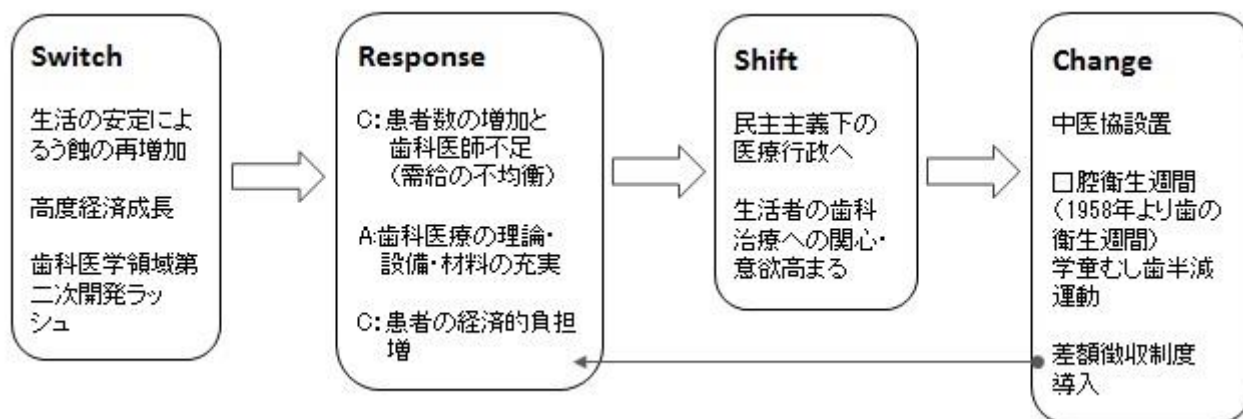 Switch
生活の安定によ
るう蝕の再増加
高度経済成長
歯科医学領域第
二次開発ラッ
シュ
Response
C：患者数の増加と
歯科医師不足
（需給の不均衡）
A:歯科医療の理論・
設備・材料の充実
C：患者の経済的負担
増
Shift
民主主義下の
医療行政へ
生活者の歯科
治療への関心・
意欲高まる
Change
中医協設置
口腔衛生週間
（1958年より歯の
衛生週間）
学童むし歯半減
運動
差額徴収制度
導入